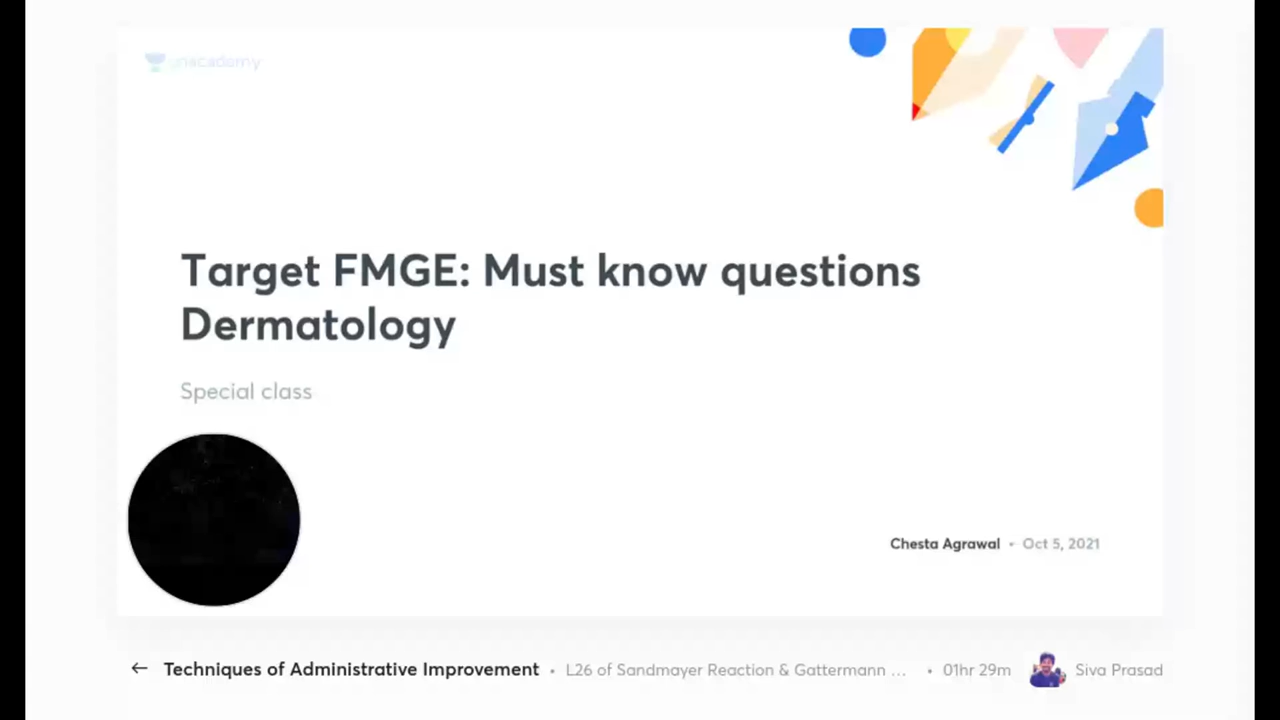 unacademy
Target FMGE: Must know questions
Dermatology
Special class
Chesta Agrawal • Oct 5, 2021
← Techniques of Administrative Improvement • L26 of Sandmayer Reaction & Gattermann ... • 01hr 29m Siva Prasad